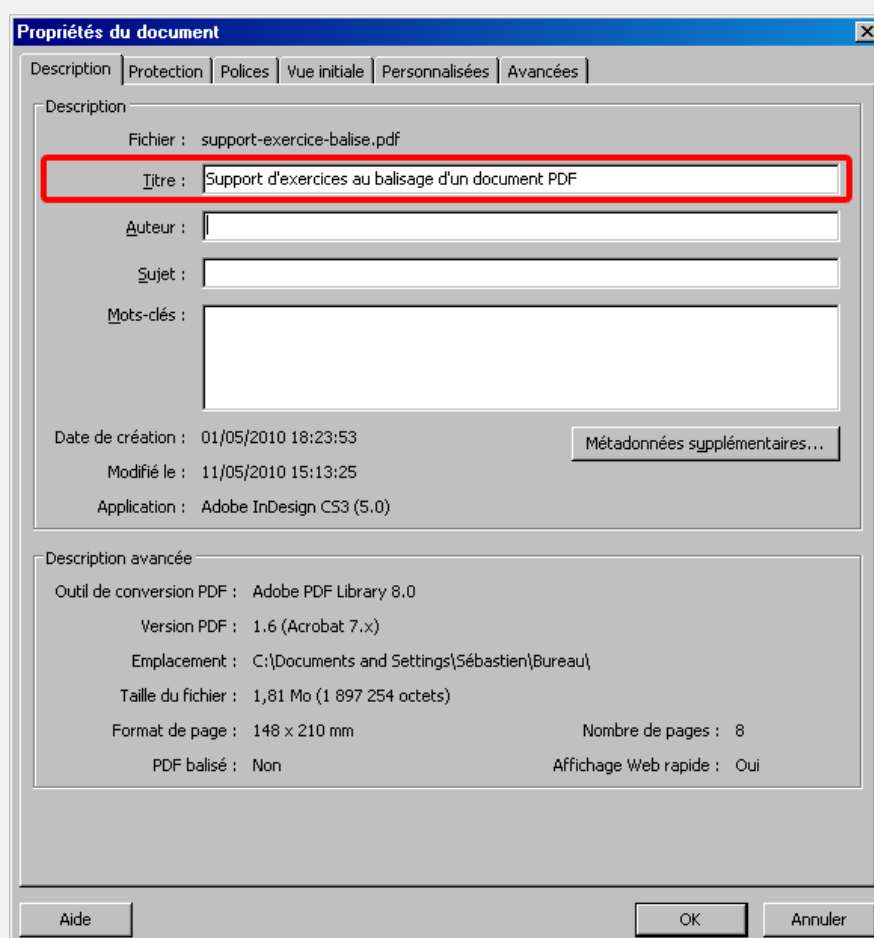 Propriétés du document
Description Protection Polices Vue initiale Personnalisées Avancées
Description
Fichier : support-exercice-balise.pdf
Titre : Support d'exercices au balisage d'un document PDF
Auteur :
Sujet :
Mots-clés :
Date de création : 01/05/2010 18:23:53
Métadonnées supplémentaires...
Modifié le : 11/05/2010 15:13:25
Application : Adobe InDesign CS3 (5.0)
Description avancée
Outil de conversion PDF : Adobe PDF Library 8.0
Version PDF : 1.6 (Acrobat 7.x)
Emplacement : C:\Documents and Settings\Sébastien\Bureau\
Taille du fichier : 1,81 Mo (1 897 254 octets)
Format de page : 148 x 210 mm Nombre de pages : 8
PDF balisé : Non Affichage Web rapide : Oui
Aide OK Annuler